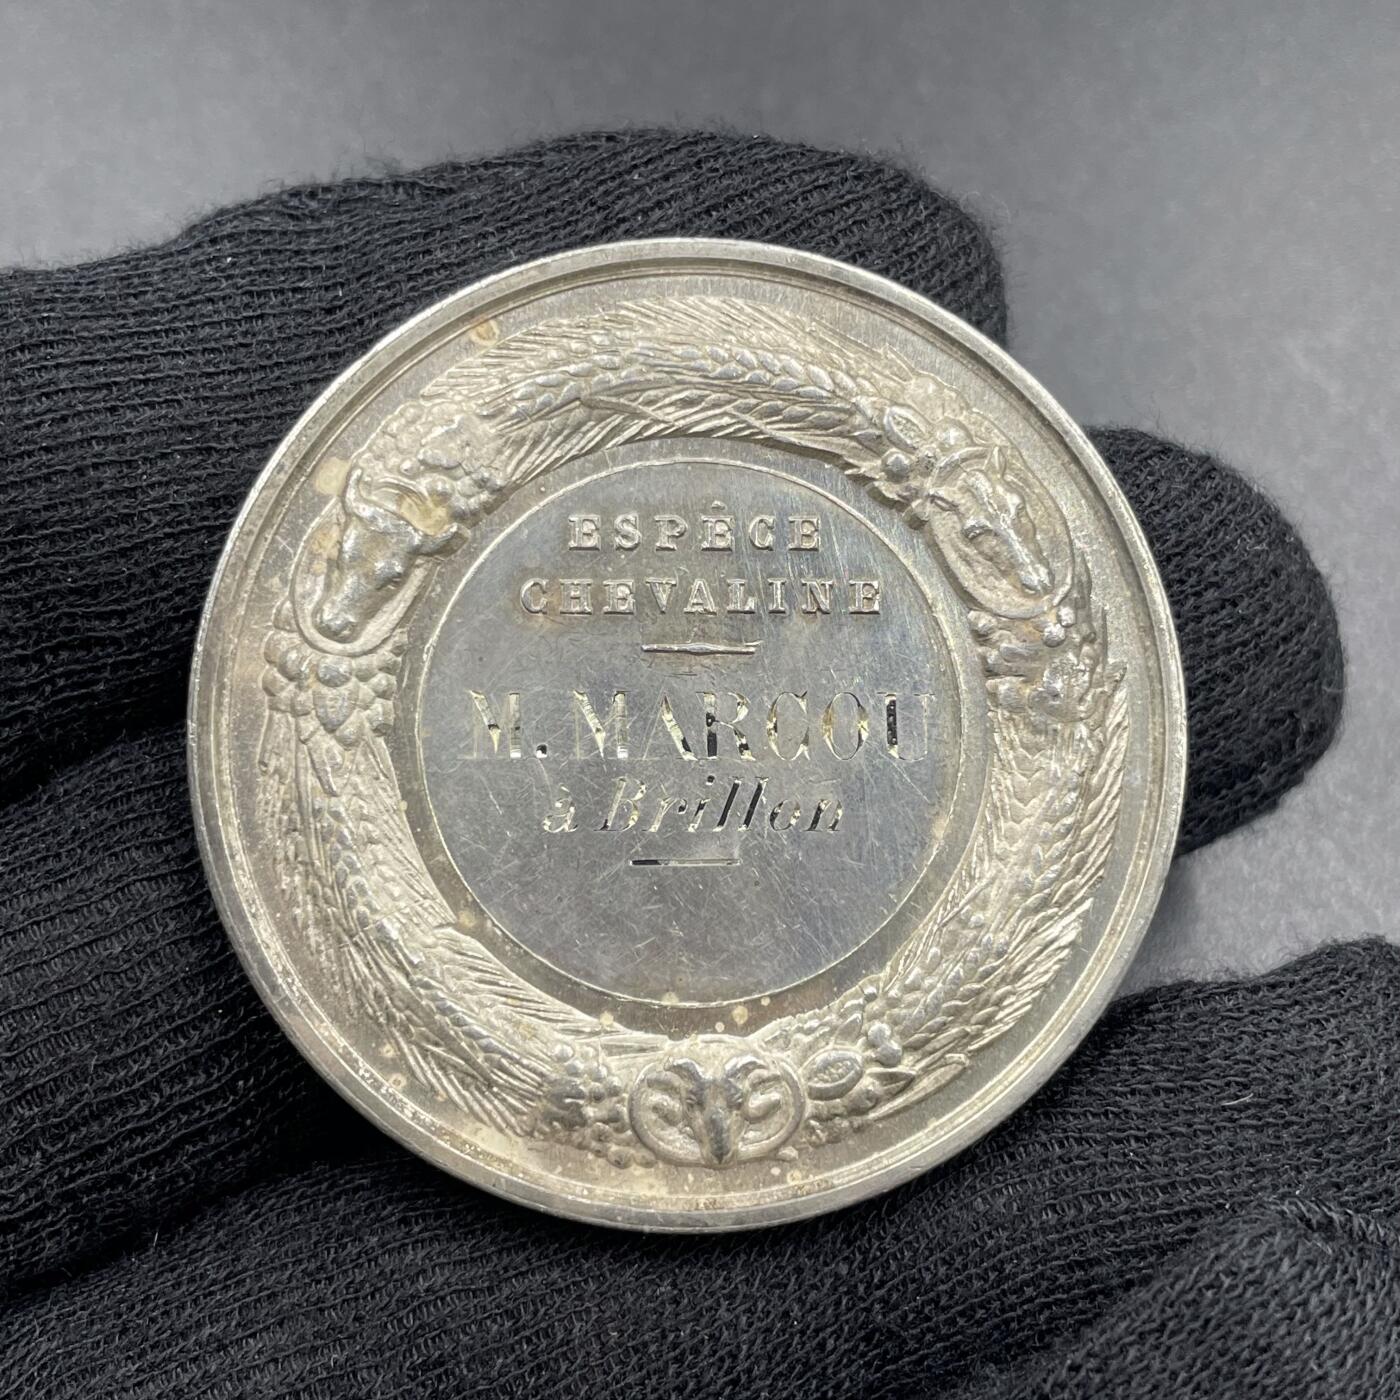 ESPÈCE
CHEVALINE
M. MARCOU
à Brillon